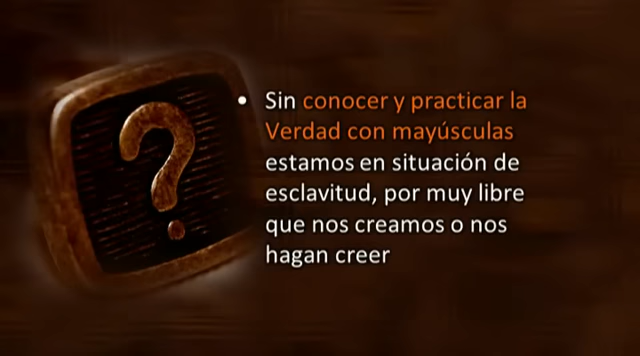 • Sin conocer y practicar la
Verdad con mayúsculas
estamos en situación de
esclavitud, por muy libre
que nos creamos o nos
hagan creer
?